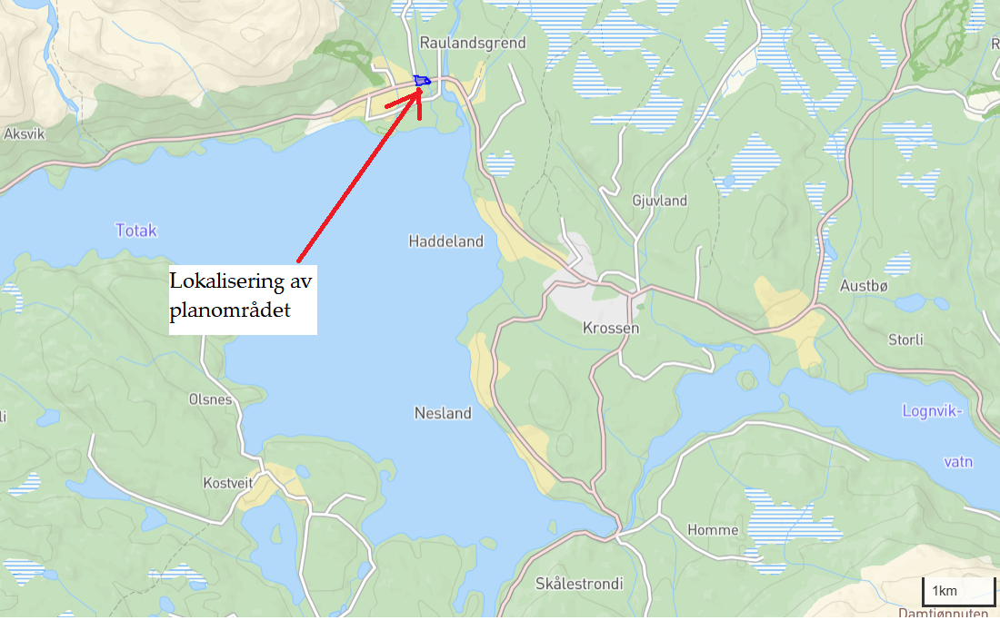 Raulandsgrend
R
Aksvik
Gjuvland
Totak
Haddeland
Lokalisering av
planområdet
Austbø
Krossen
Storli
Olsnes
Nesland
Lognvik-
li
vatn
Kostveit
Homme
Skålestrondi
1km
Damtjønnuten